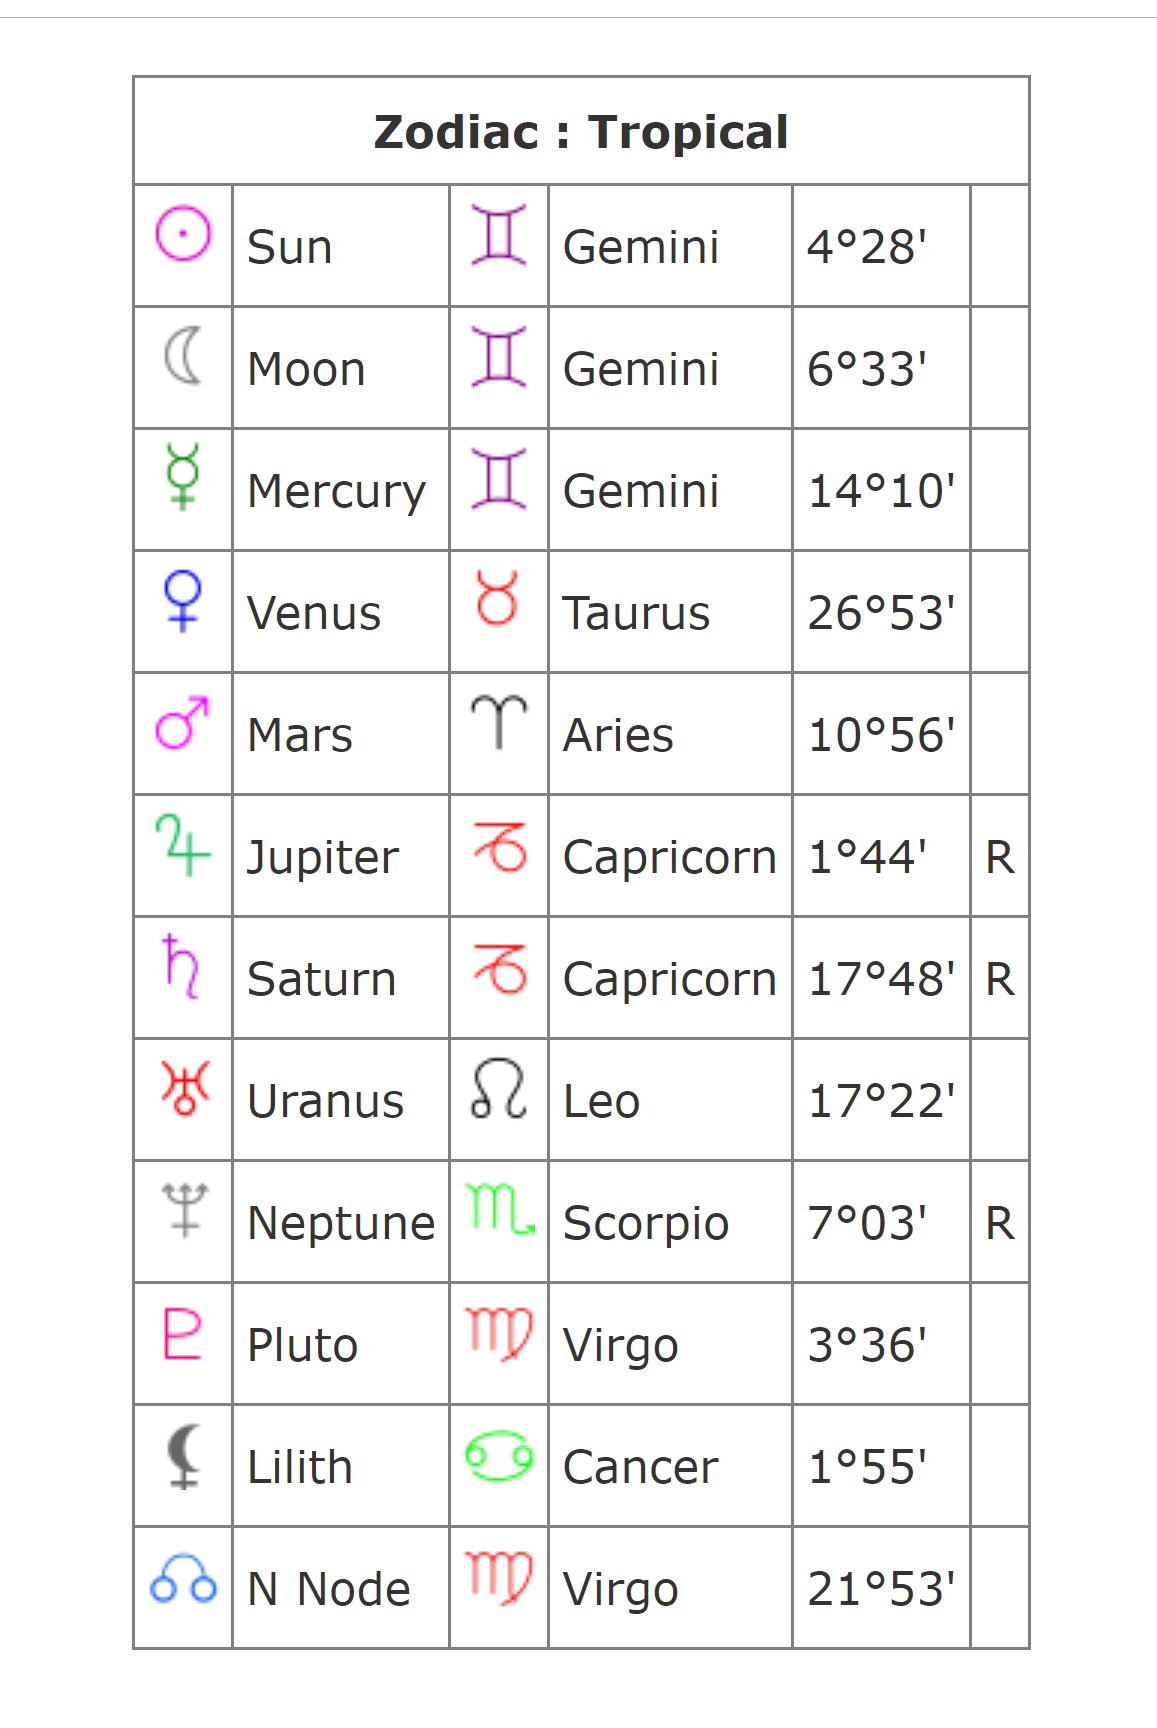 Zodiac : Tropical
Sun Gemini 4°28'
Moon Gemini 6°33'
Mercury Gemini 14°10'
Venus Taurus 26°53'
Mars Aries 10°56'
Jupiter Capricorn 1°44' R
Saturn Capricorn 17°48' R
Uranus Leo 17°22'
Neptune Scorpio 7°03' R
Pluto Virgo 3°36'
Lilith Cancer 1°55'
N Node Virgo 21°53'